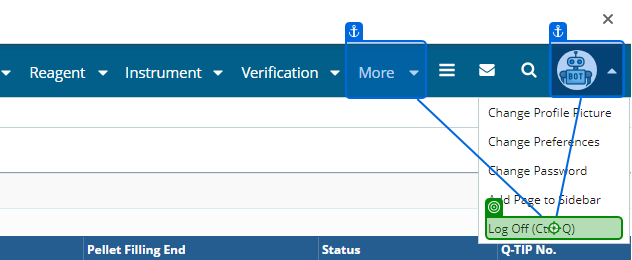 Reagent Instrument Verification More
BOT
Change Profile Picture
Change Preferences
Change Password
Add Page to Sidebar
Log Off (Ctrl+Q)
Pellet Filling End Status Q-TIP No.